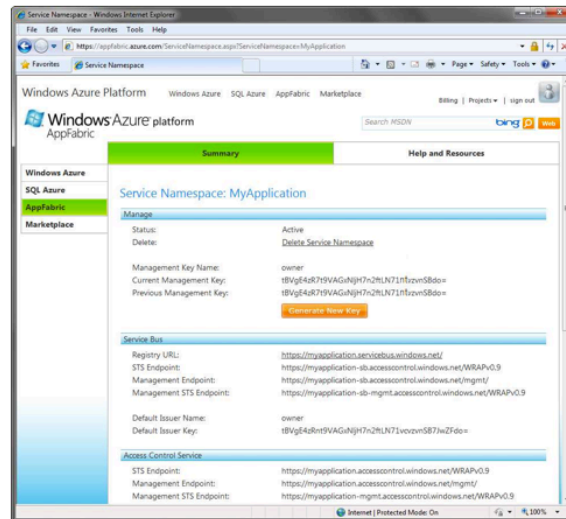 Service Namespace - Windows Internet Explorer
File Edit View Favorites Tools Help
https://appfabric.azure.com/ServiceNamespace.aspx?ServiceNamespace=MyApplication
Favorites Service Namespace Page Safety Tools
Windows Azure Platform Windows Azure SQL Azure AppFabric Marketplace
Billing | Projects | sign out
Windows Azure platform
AppFabric
Search MSDN bing Web
Summary Help and Resources
Windows Azure
SQL Azure
AppFabric
Marketplace
Service Namespace: MyApplication
Manage
Status: Active
Delete: Delete Service Namespace
Management Key Name: owner
Current Management Key:
Previous Management Key:
Generate New Key
Service Bus
Registry URL: https://myapplication.servicebus.windows.net/
STS Endpoint: https://myapplication-sb.accesscontrol.windows.net/WRAPv0.9
Management Endpoint: https://myapplication-sb.accesscontrol.windows.net/mgmt/
Management STS Endpoint: https://myapplication-sb-mgmt.accesscontrol.windows.net/WRAPv0.9
Default Issuer Name: owner
Default Issuer Key:
Access Control Service
STS Endpoint: https://myapplication.accesscontrol.windows.net/WRAPv0.9
Management Endpoint: https://myapplication.accesscontrol.windows.net/mgmt/
Management STS Endpoint: https://myapplication-mgmt.accesscontrol.windows.net/WRAPv0.9
Internet | Protected Mode: On 100%